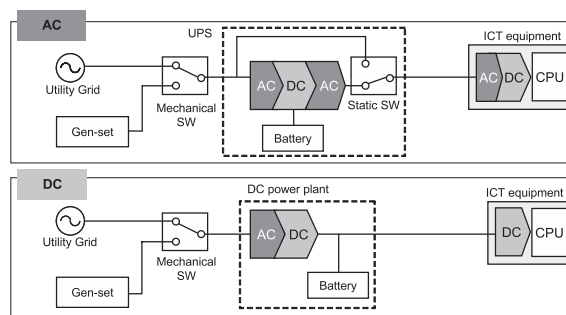 AC
UPS
ICT equipment
Utility Grid
Mechanical
SW
AC DC AC
Static SW
AC DC CPU
Gen-set
Battery
DC
DC power plant
ICT equipment
Utility Grid
Mechanical
SW
AC DC
DC CPU
Gen-set
Battery